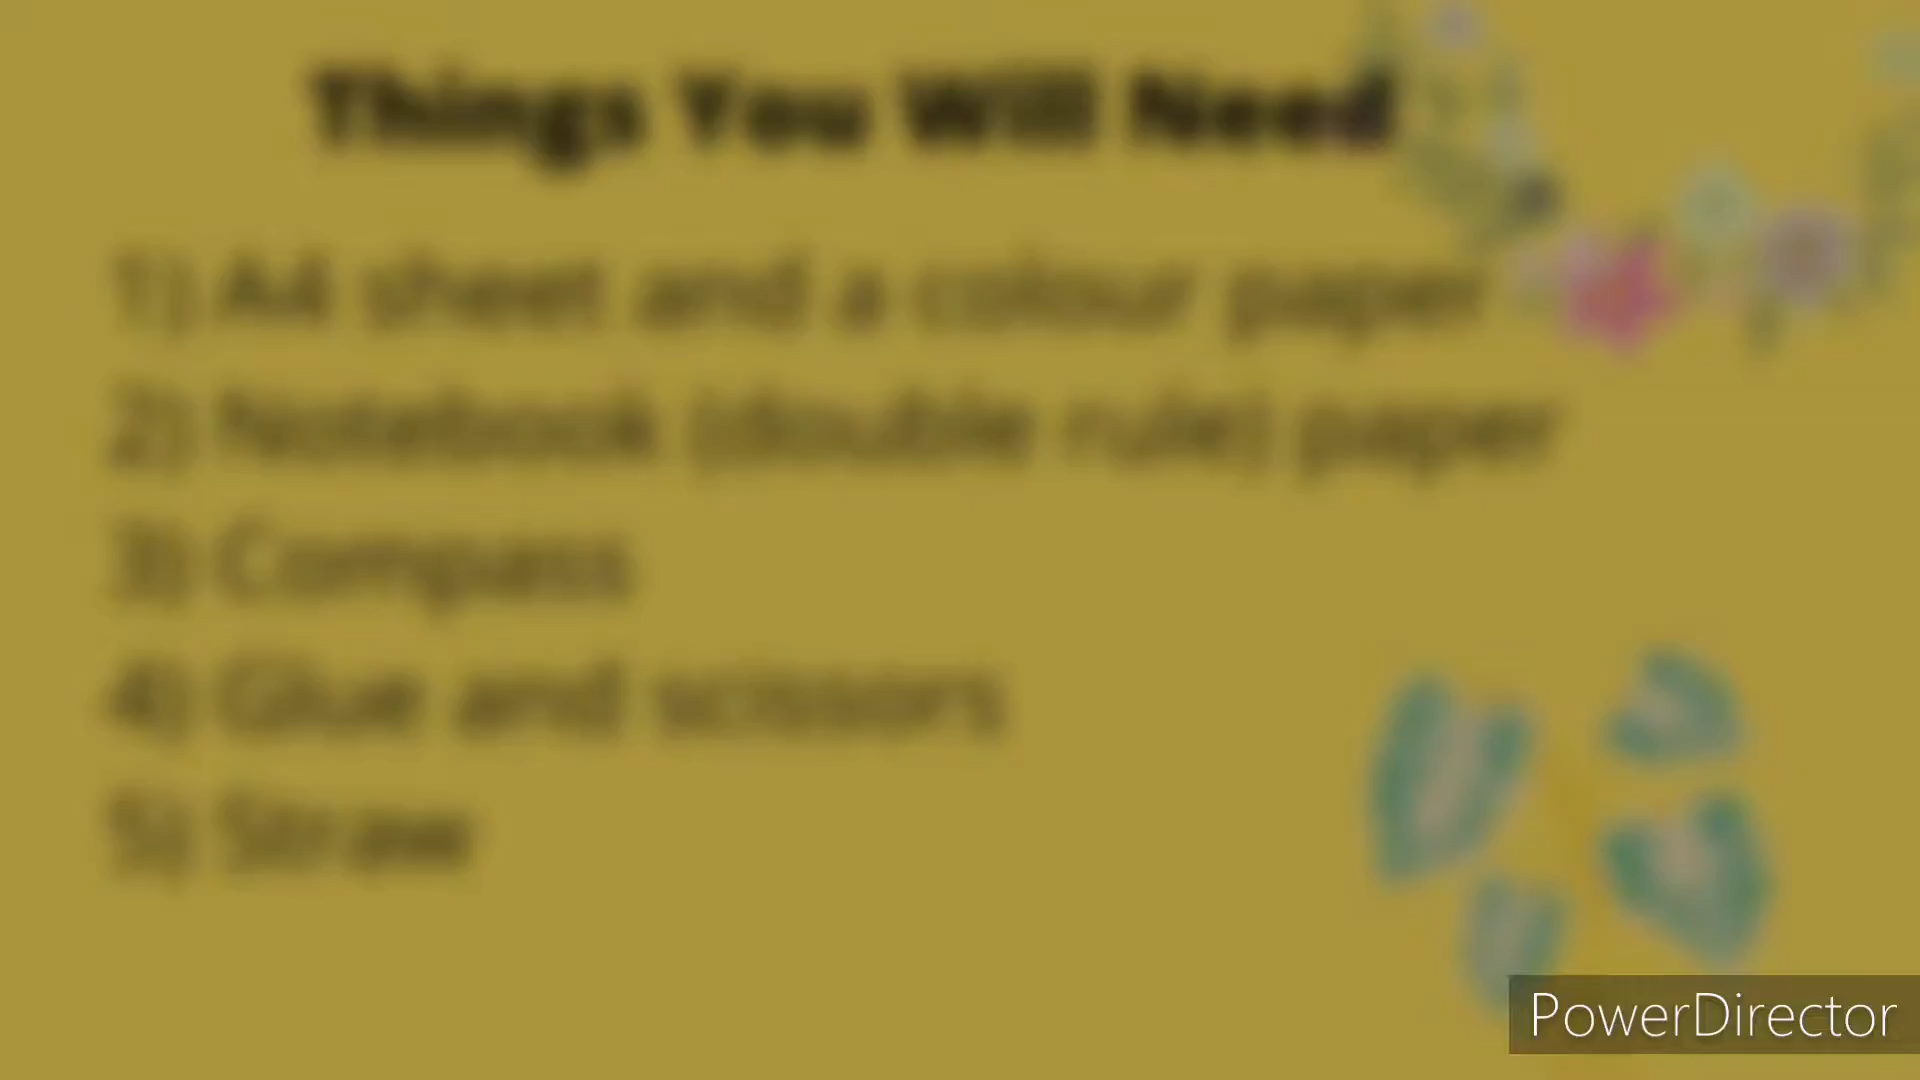 Things You Will Need
1) A4 sheet and a colour paper
2) Notebook (double rule) paper
3) Compass
4) Glue and scissors
5) Straw
PowerDirector